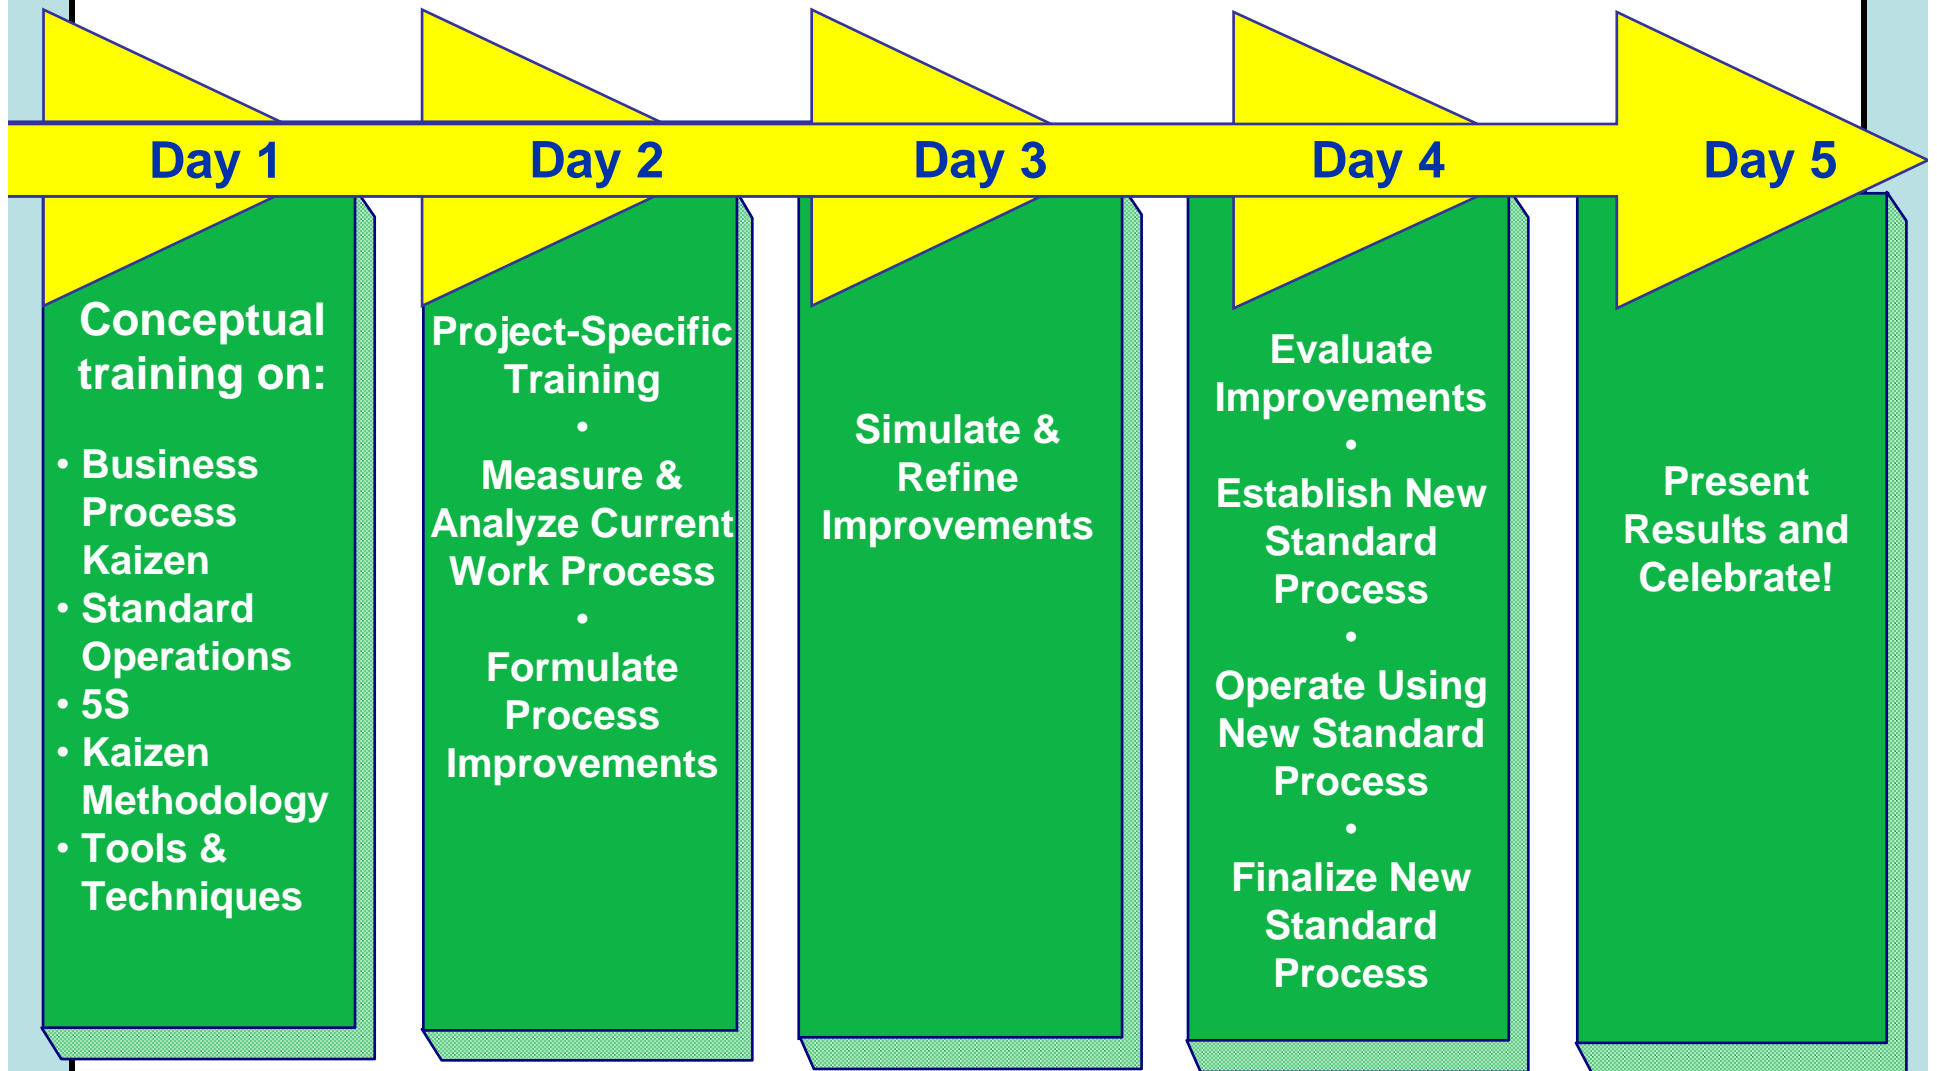 Day 1
Day 2
Day 3
Day 4
Day 5
Conceptual
training on:
• Business
Process
Kaizen
• Standard
Operations
• 5S
• Kaizen
Methodology
• Tools &
Techniques
Project-Specific
Training
•
Measure &
Analyze Current
Work Process
•
Formulate
Process
Improvements
Simulate &
Refine
Improvements
Evaluate
Improvements
•
Establish New
Standard
Process
•
Operate Using
New Standard
Process
•
Finalize New
Standard
Process
Present
Results and
Celebrate!